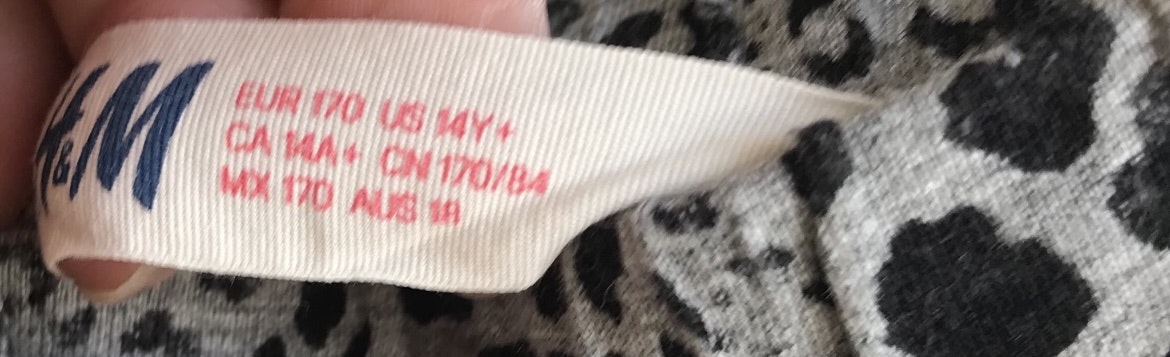 H&M
EUR 170 US 14Y+
CA 14A+ CN 170/84
MX 170 AUS 18